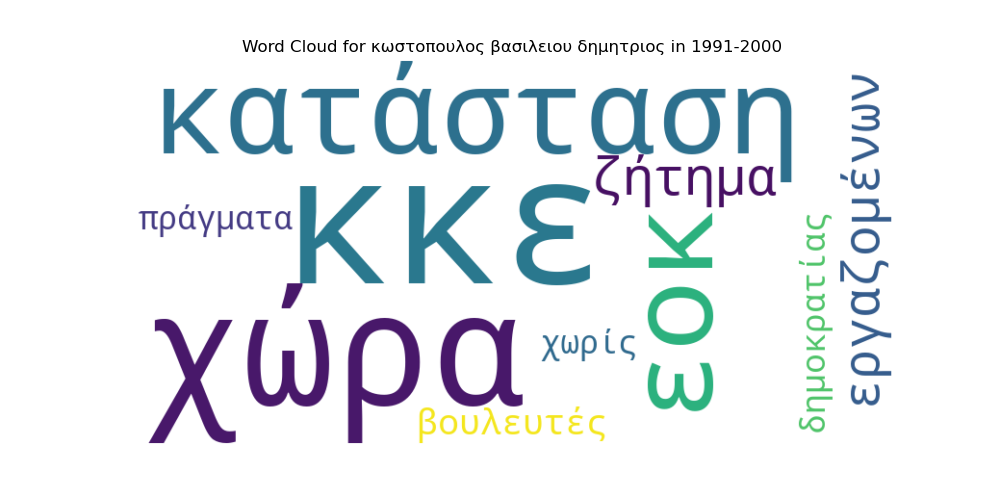 Word Cloud for κωστοπουλος βασιλειου δημητριος in 1991-2000
κατάσταση
εργαζομένων
ζήτημα
κκε
πράγματα
εοκ
δημοκρατίας
χώρα
χωρίς
βουλευτές